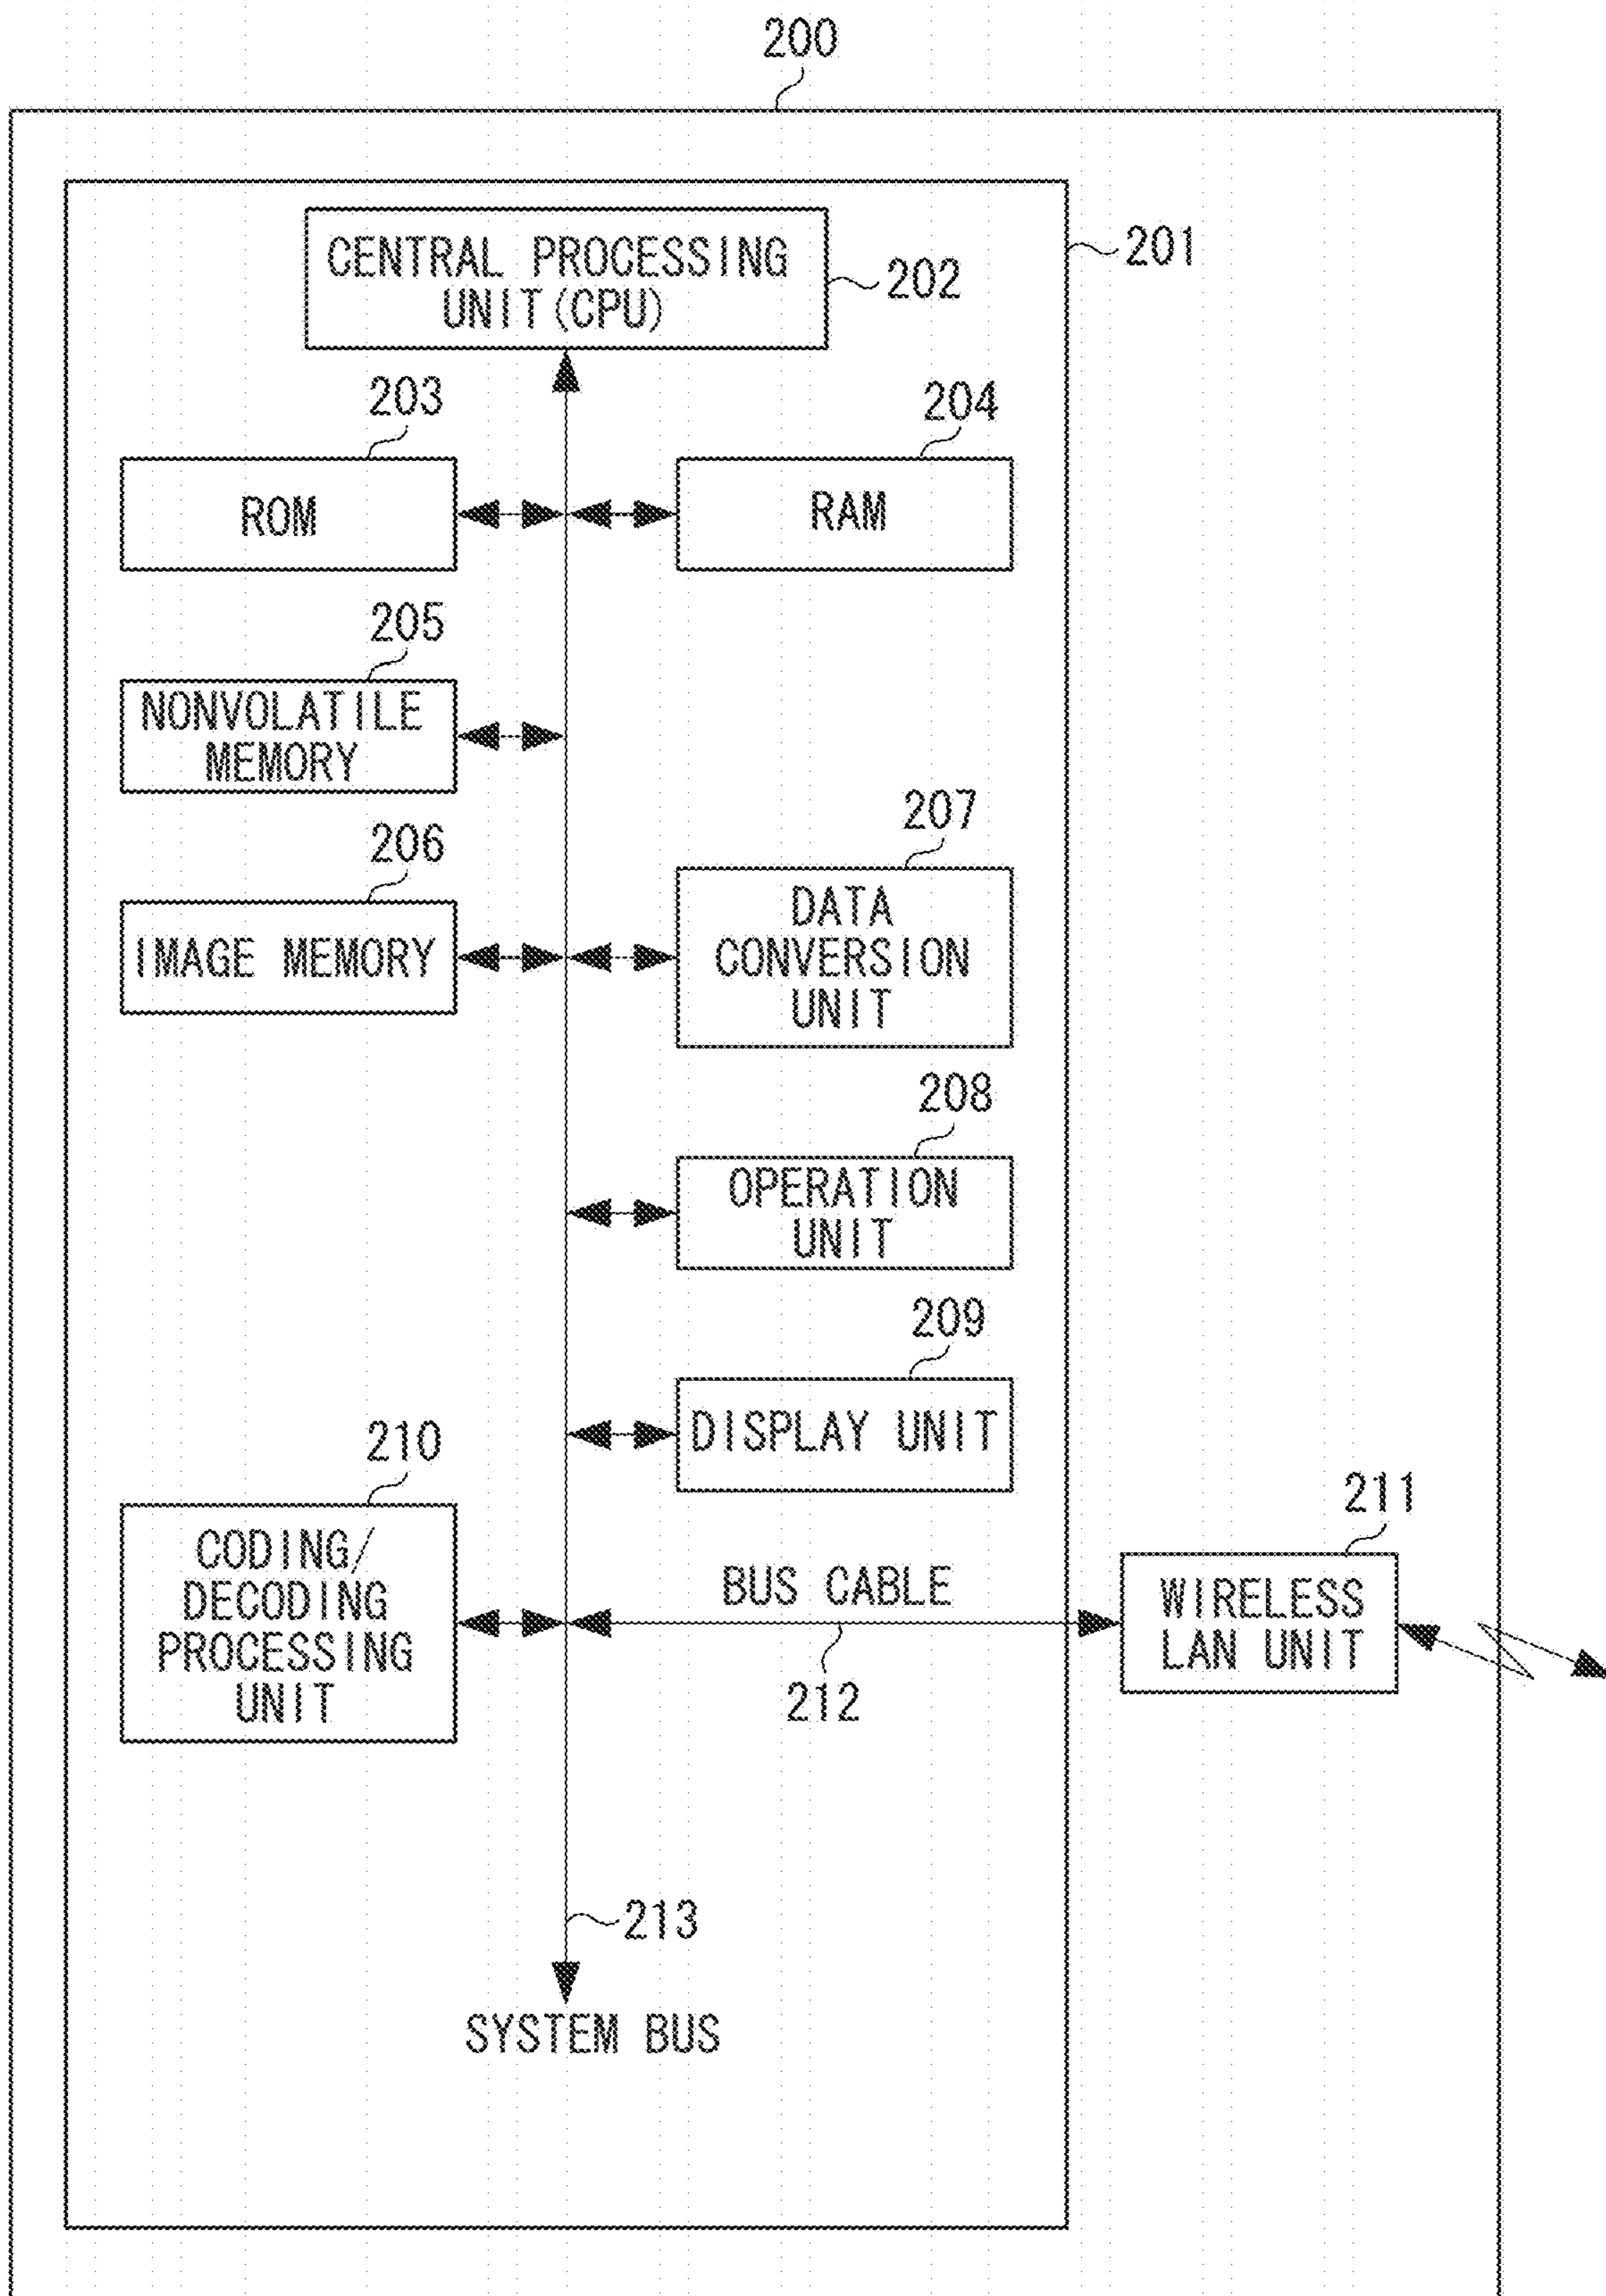 200
201
CENTRAL PROCESSING
UNIT(CPU)
202
203
204
ROM
RAM
205
NONVOLATILE
MEMORY
207
206
DATA
CONVERSION
UNIT
IMAGE MEMORY
208
OPERATION
UNIT
209
DISPLAY UNIT
210
211
CODING/
DECODING
PROCESSING
UNIT
BUS CABLE
212
WIRELESS
LAN UNIT
213
SYSTEM BUS